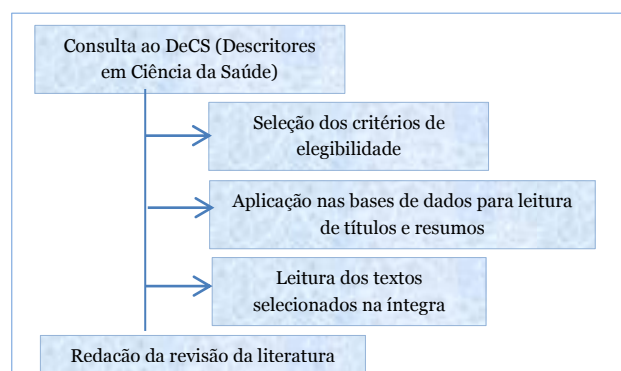 Consulta ao DeCS (Descritores
em Ciência da Saúde)
Seleção dos critérios de
elegibilidade
Aplicação nas bases de dados para leitura
de títulos e resumos
Leitura dos textos
selecionados na íntegra
Redacão da revisão da literatura